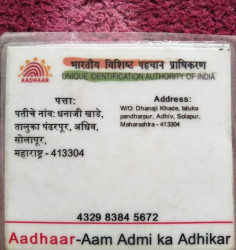 भारतीय विशिष्ट पहचान प्राधिकरण
AADHAAR
UNIQUE IDENTIFICATION AUTHORITY OF INDIA
पत्ता:
पतीचे नांव: धनाजी खाडे,
तालुका पंढरपूर, अधिव,
सोलापूर,
महाराष्ट्र - 413304
Address:
W/O: Dhanaji Khade, taluka
pandharpur, Adhiv, Solapur,
Maharashtra - 413304
4329 8384 5672
Aadhaar-Aam Admi ka Adhikar